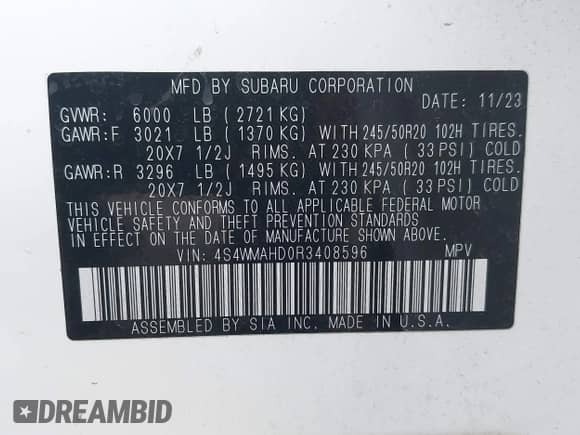 MFD BY SUBARU CORPORATION
DATE: 11/23
GVWR: 6000 LB (2721 KG)
GAWR:F 3021 LB (1370 KG) WITH 245/50R20 102H TIRES.
20X7 1/2J RIMS. AT 230 KPA (33 PSI) COLD
GAWR:R 3296 LB (1495 KG) WITH 245/50R20 102H TIRES.
20X7 1/2J RIMS. AT 230 KPA (33 PSI) COLD
THIS VEHICLE CONFORMS TO ALL APPLICABLE FEDERAL MOTOR
VEHICLE SAFETY AND THEFT PREVENTION STANDARDS
IN EFFECT ON THE DATE OF MANUFACTURE SHOWN ABOVE.
VIN: 4S4WMAHD0R3408596 MPV
ASSEMBLED BY SIA INC. MADE IN U.S.A.
DREAMBID